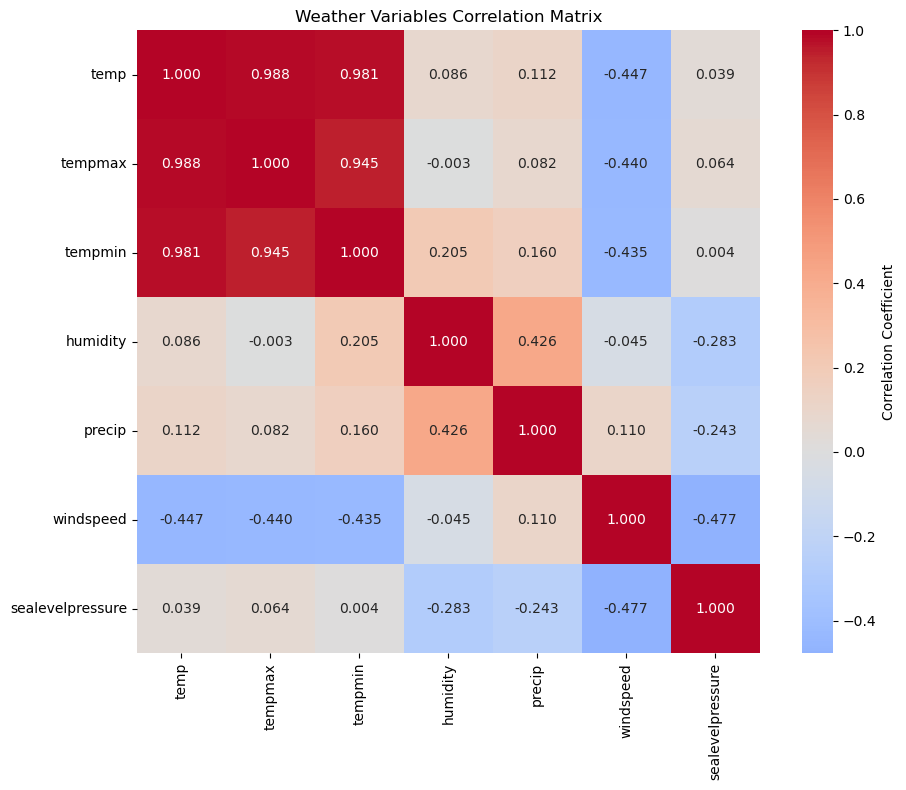 Weather Variables Correlation Matrix
temp 1.000 0.988 0.981 0.086 0.112 -0.447 0.039
tempmax 0.988 1.000 0.945 -0.003 0.082 -0.440 0.064
tempmin 0.981 0.945 1.000 0.205 0.160 -0.435 0.004
humidity 0.086 -0.003 0.205 1.000 0.426 -0.045 -0.283
precip 0.112 0.082 0.160 0.426 1.000 0.110 -0.243
windspeed -0.447 -0.440 -0.435 -0.045 0.110 1.000 -0.477
sealevelpressure 0.039 0.064 0.004 -0.283 -0.243 -0.477 1.000
temp
tempmax
tempmin
humidity
precip
windspeed
sealevelpressure
1.0
0.8
0.6
0.4
0.2
0.0
−0.2
−0.4
Correlation Coefficient